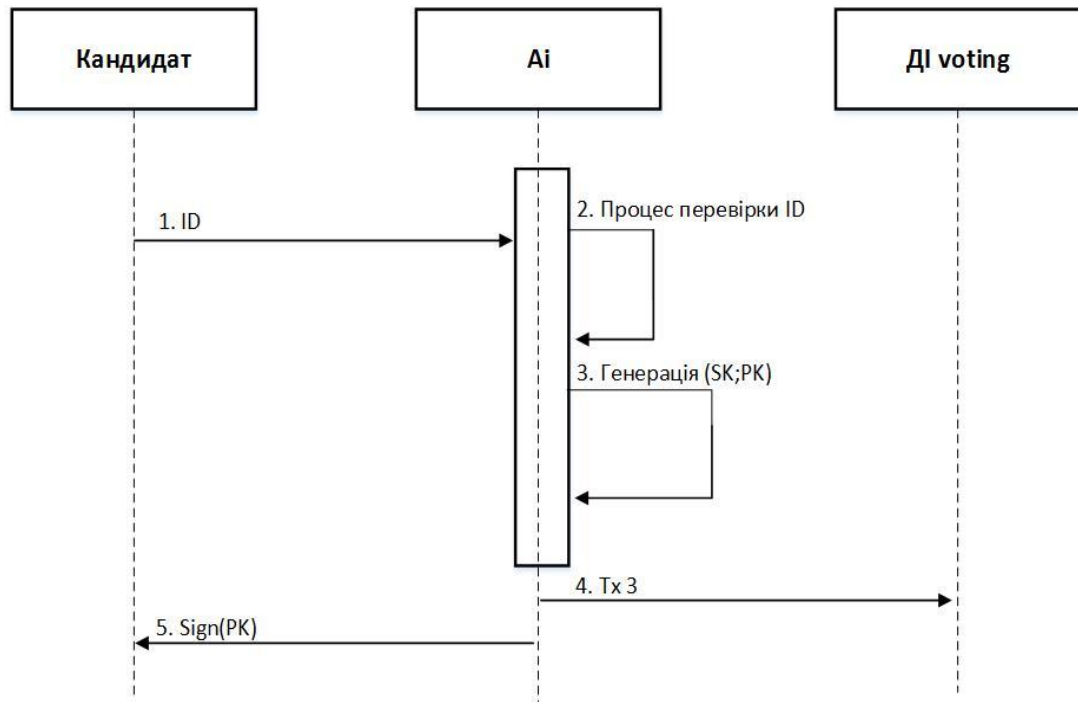 Кандидат
Ai
ДІ voting
1. ID
2. Процес перевірки ID
3. Генерація (SK;PK)
4. Tx 3
5. Sign(PK)